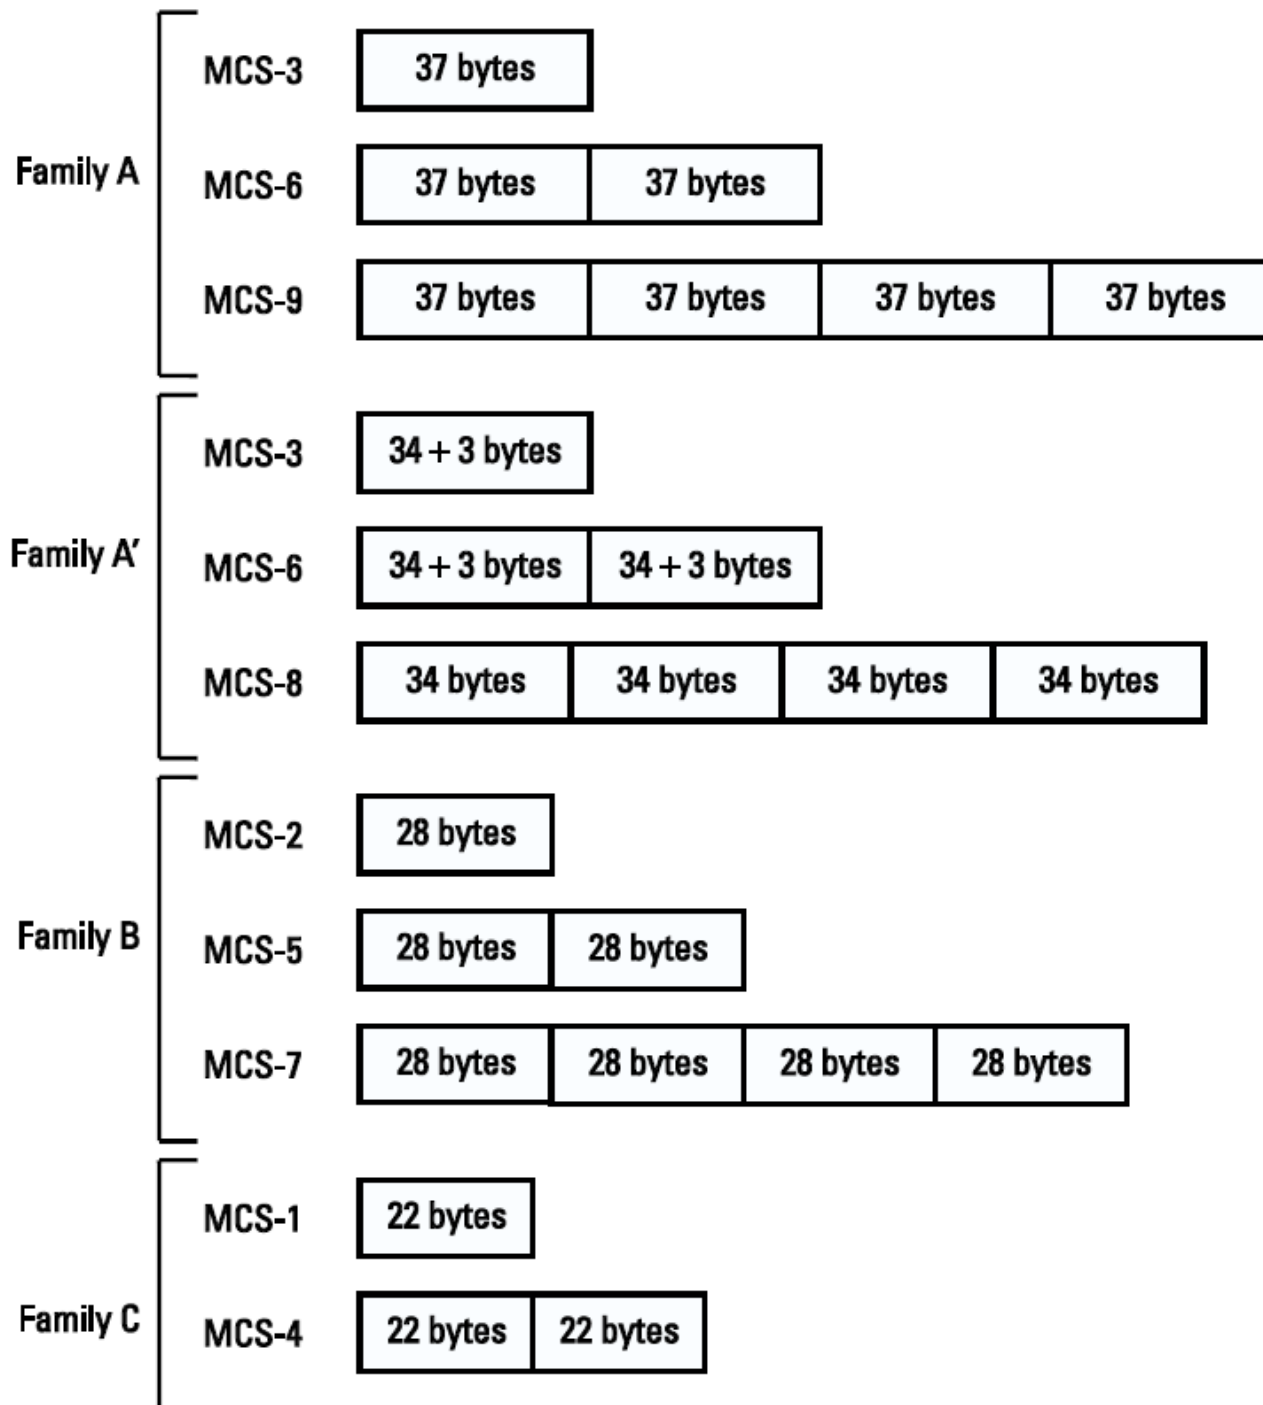 MCS-3 37 bytes
Family A MCS-6 37 bytes 37 bytes
MCS-9 37 bytes 37 bytes 37 bytes 37 bytes
MCS-3 34 + 3 bytes
Family A′ MCS-6 34 + 3 bytes 34 + 3 bytes
MCS-8 34 bytes 34 bytes 34 bytes 34 bytes
MCS-2 28 bytes
Family B MCS-5 28 bytes 28 bytes
MCS-7 28 bytes 28 bytes 28 bytes 28 bytes
MCS-1 22 bytes
Family C MCS-4 22 bytes 22 bytes